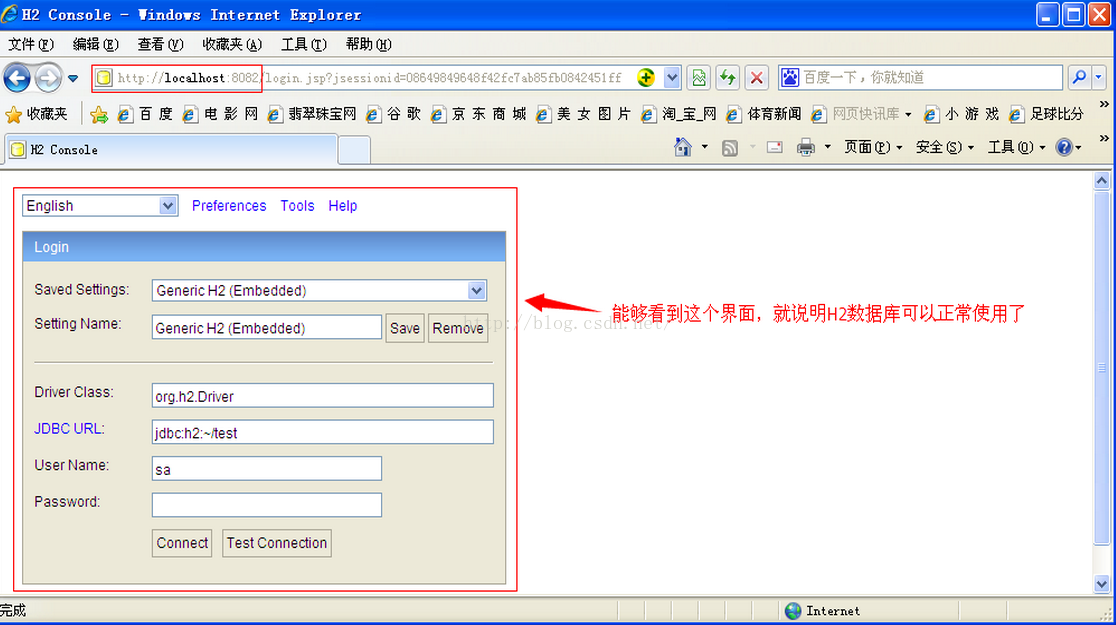 H2 Console - Windows Internet Explorer
文件(F) 编辑(E) 查看(V) 收藏夹(A) 工具(T) 帮助(H)
http://localhost:8082/login.jsp?jsessionid=08649849648f42fc7ab85fb0842451ff 百度一下，你就知道
收藏夹 百 度 电 影 网 翡翠珠宝网 谷 歌 京 东 商 城 美 女 图 片 淘_宝_网 体育新闻 网页快讯库 小 游 戏 足球比分 »
H2 Console 页面(P) 安全(S) 工具(O) »
English Preferences Tools Help
Login
Saved Settings: Generic H2 (Embedded)
Setting Name: Generic H2 (Embedded) Save Remove
能够看到这个界面，就说明H2数据库可以正常使用了
http://blog.csdn.net/
Driver Class: org.h2.Driver
JDBC URL: jdbc:h2:~/test
User Name: sa
Password:
Connect Test Connection
完成 Internet